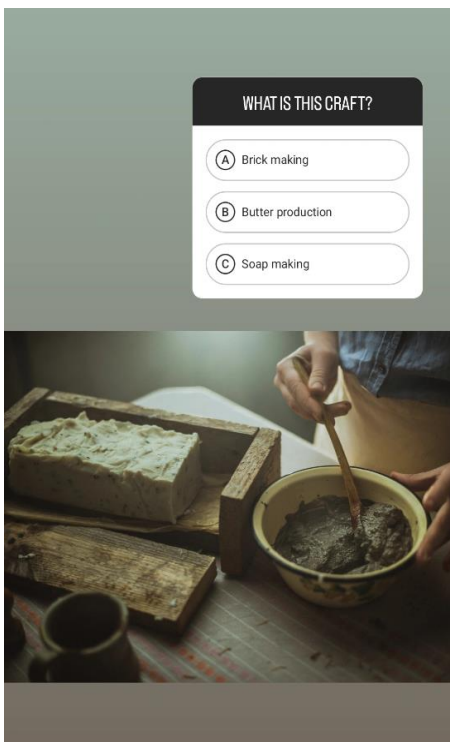 WHAT IS THIS CRAFT?
A Brick making
B Butter production
C Soap making